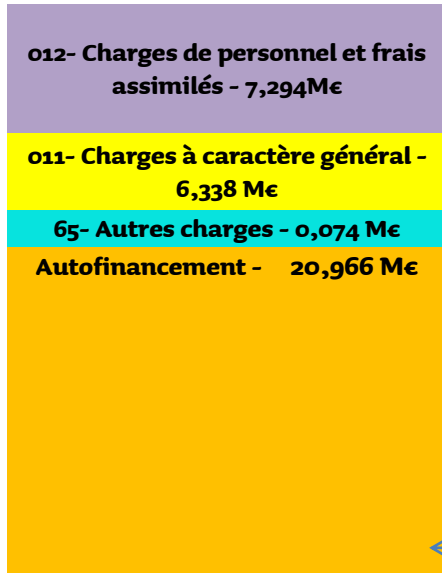 012- Charges de personnel et frais
assimilés - 7,294M€
011- Charges à caractère général -
6,338 M€
65- Autres charges - 0,074 M€
Autofinancement - 20,966 M€